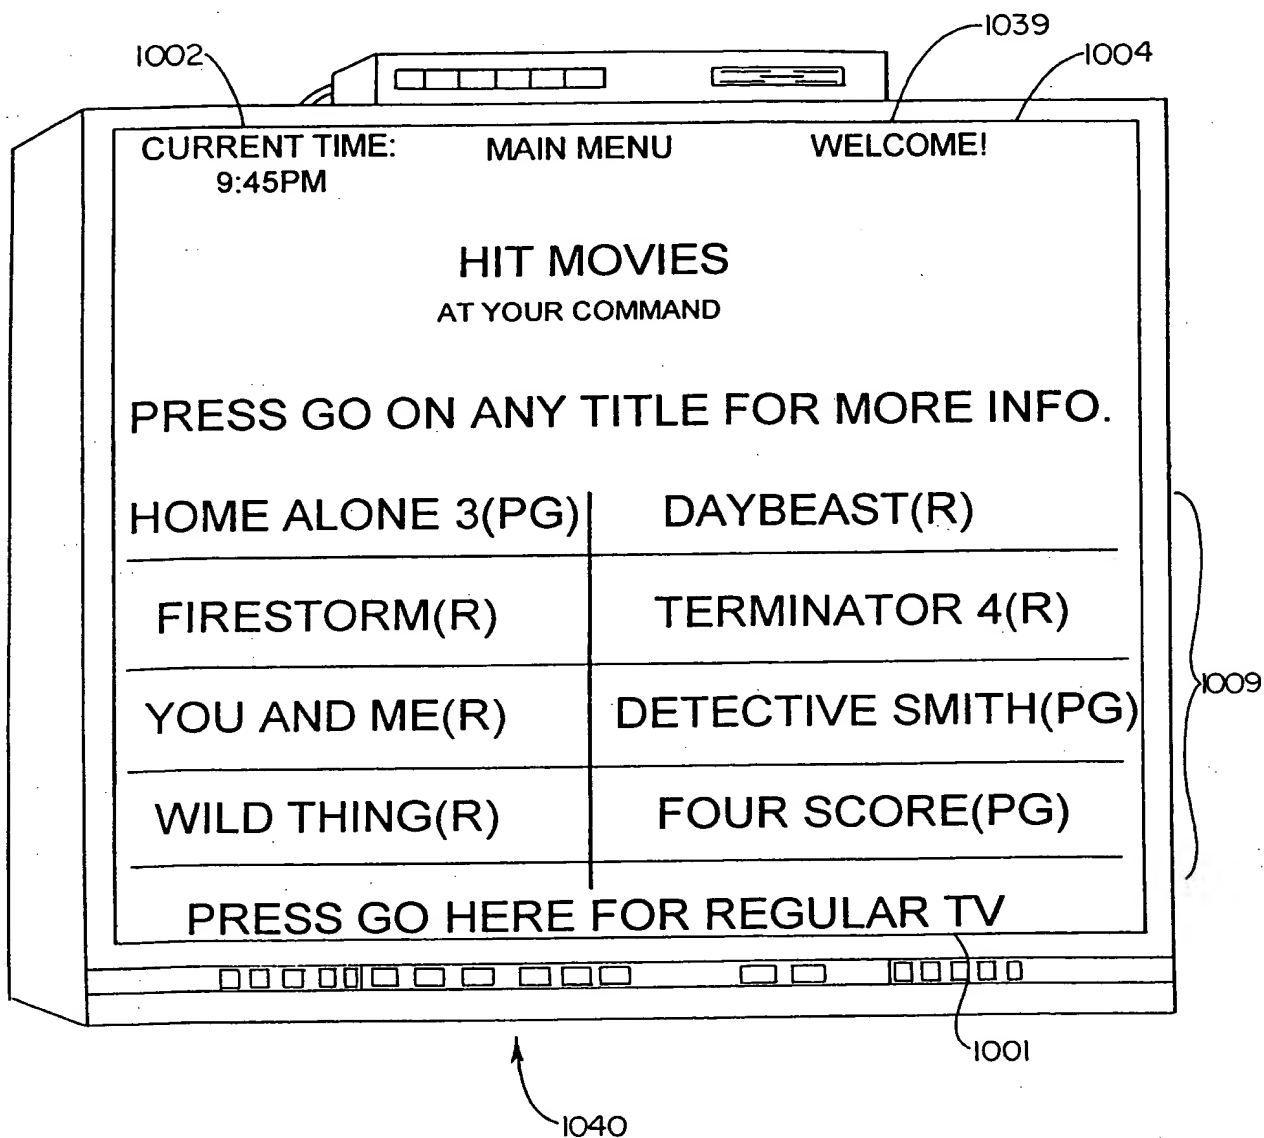 1002
1039
1004
CURRENT TIME: MAIN MENU WELCOME!
9:45PM
HIT MOVIES
AT YOUR COMMAND
PRESS GO ON ANY TITLE FOR MORE INFO.
HOME ALONE 3(PG) DAYBEAST(R)
FIRESTORM(R) TERMINATOR 4(R)
1009
YOU AND ME(R) DETECTIVE SMITH(PG)
WILD THING(R) FOUR SCORE(PG)
PRESS GO HERE FOR REGULAR TV
1001
1040